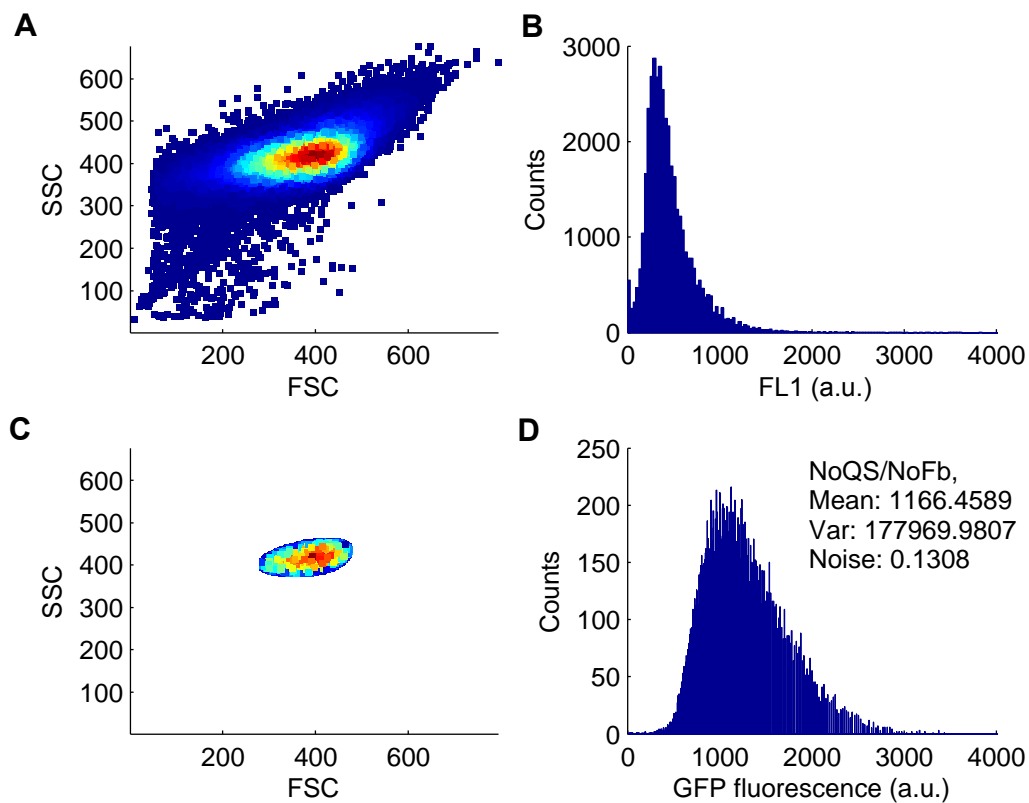 A
SSC
600
500
400
300
200
100
200
400
600
FSC
B
Counts
3000
2000
1000
0
0
1000
2000
3000
4000
FL1 (a.u.)
C
SSC
600
500
400
300
200
100
200
400
600
FSC
D
Counts
250
200
150
100
50
0
NoQS/NoFb,
Mean: 1166.4589
Var: 177969.9807
Noise: 0.1308
0
1000
2000
3000
4000
GFP fluorescence (a.u.)